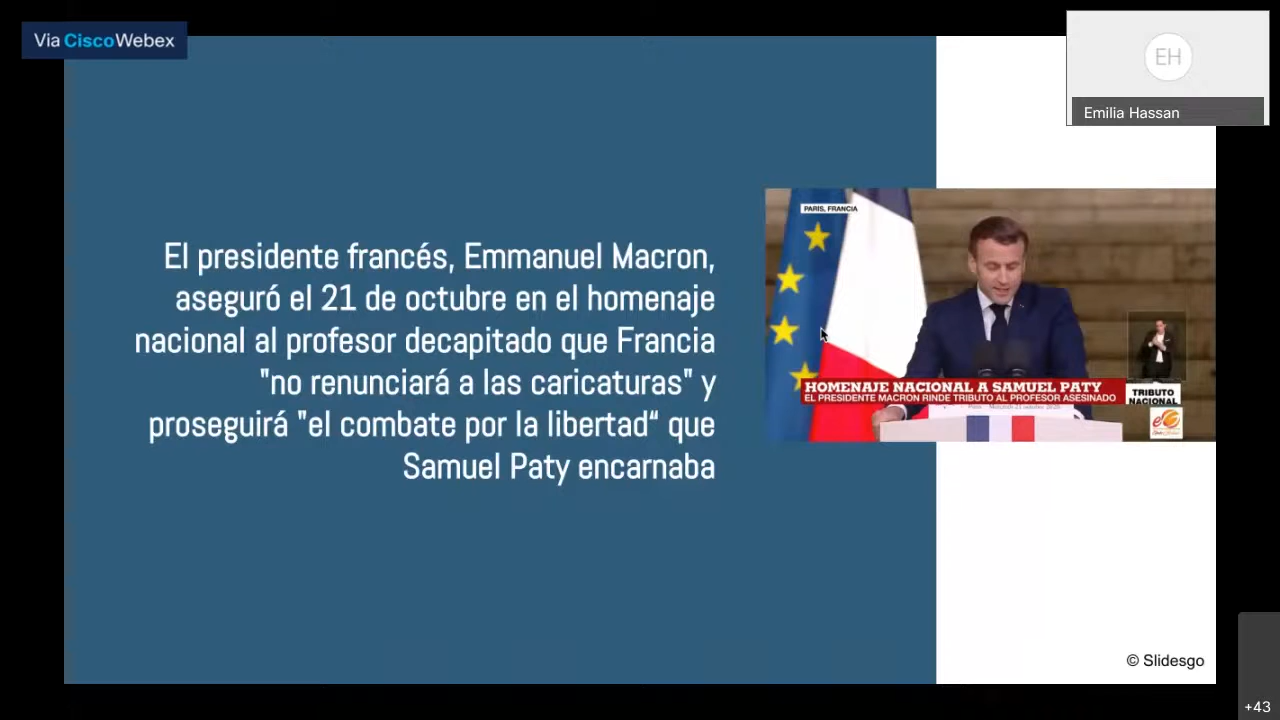 Via CiscoWebex
EH
Emilia Hassan
El presidente francés, Emmanuel Macron,
aseguró el 21 de octubre en el homenaje
nacional al profesor decapitado que Francia
"no renunciará a las caricaturas" y
proseguirá "el combate por la libertad“ que
Samuel Paty encarnaba
PARÍS, FRANCIA
HOMENAJE NACIONAL A SAMUEL PATY
EL PRESIDENTE MACRON RINDE TRIBUTO AL PROFESOR ASESINADO
TRIBUTO
NACIONAL
© Slidesgo
+43